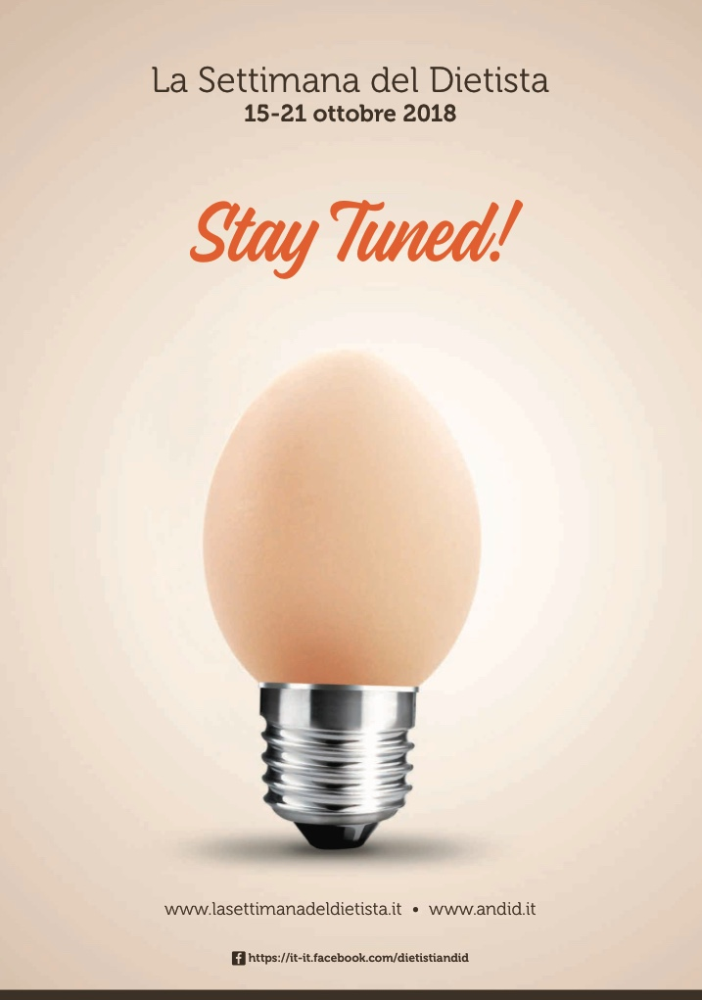 La Settimana del Dietista
15-21 ottobre 2018
Stay Tuned!
www.lasettimanadeldietista.it • www.andid.it
f https://it-it.facebook.com/dietistiandid